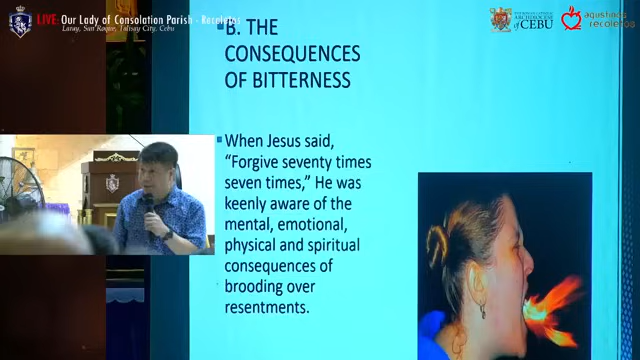 LIVE: Our Lady of Consolation Parish - Recoletos
Laray, San Roque, Talisay City, Cebu
ARCHDIOCESE
of CEBU
agustinos
recoletos
B. THE
CONSEQUENCES
OF BITTERNESS
When Jesus said,
“Forgive seventy times
seven times,” He was
keenly aware of the
mental, emotional,
physical and spiritual
consequences of
brooding over
resentments.